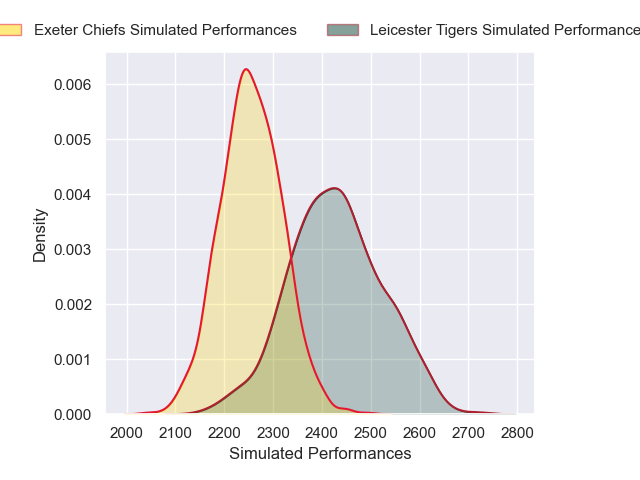 Exeter Chiefs Simulated Performances Leicester Tigers Simulated Performance
0.006
0.005
0.004
0.003
0.002
0.001
0.000
Density
2000 2100 2200 2300 2400 2500 2600 2700 2800
Simulated Performances